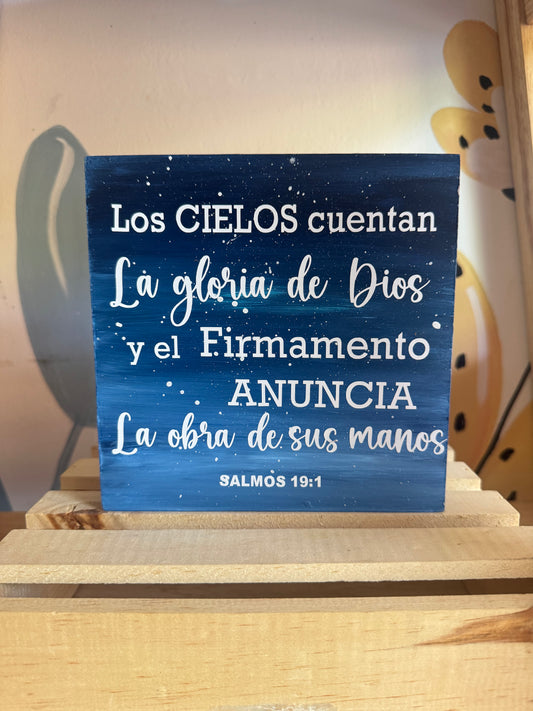 Los CIELOS cuentan
La gloria de Dios
y el Firmamento
ANUNCIA
La obra de sus manos
SALMOS 19:1